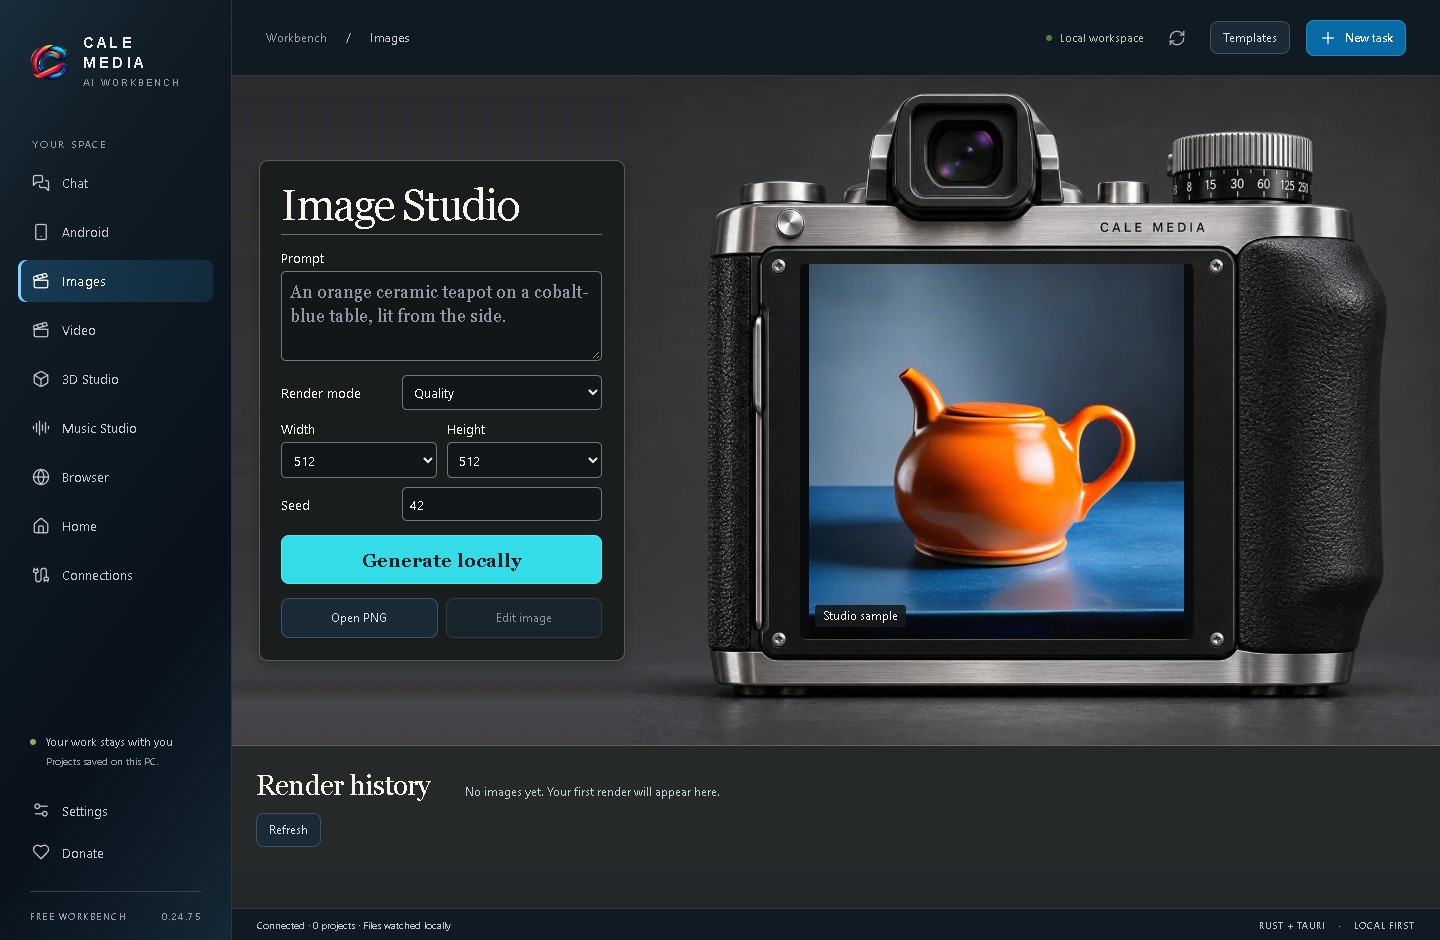 CALE
MEDIA
AI WORKBENCH
YOUR SPACE
Chat
Android
Images
Video
3D Studio
Music Studio
Browser
Home
Connections
Your work stays with you
Projects saved on this PC.
Settings
Donate
FREE WORKBENCH 0.24.75
Workbench / Images
Local workspace
Templates
New task
Image Studio
Prompt
An orange ceramic teapot on a cobalt-
blue table, lit from the side.
Render mode Quality
Width Height
512 512
Seed 42
Generate locally
Open PNG Edit image
8 8 15 30 60 125 250
CALE MEDIA
Studio sample
Render history No images yet. Your first render will appear here.
Refresh
Connected · 0 projects · Files watched locally
RUST + TAURI · LOCAL FIRST